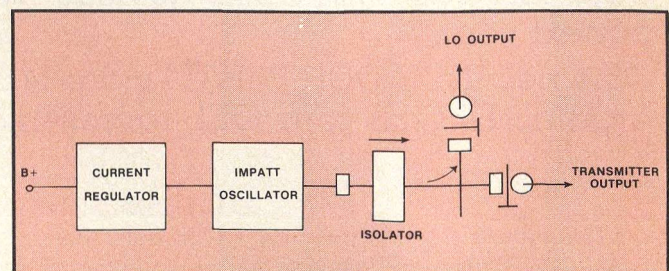 LO OUTPUT
B+
CURRENT
REGULATOR
IMPATT
OSCILLATOR
ISOLATOR
TRANSMITTER
OUTPUT